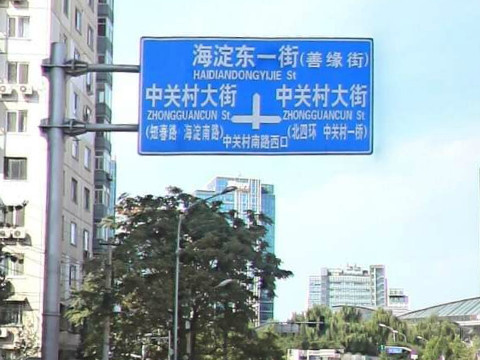 海淀东一街(善缘街)
HAIDIANDONGYIJIE St
中关村大街 中关村大街
ZHONGGUANCUN St ZHONGGUANCUN St
(知春路 海淀南路) (北四环 中关村一桥)
中关村南路西口